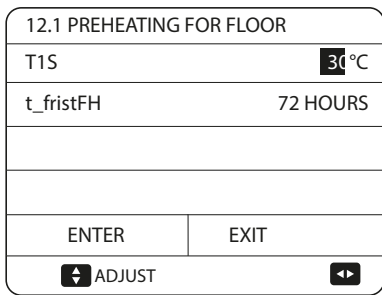 12.1 PREHEATING FOR FLOOR
T1S 30 °C
t_fristFH 72 HOURS
ENTER EXIT
ADJUST